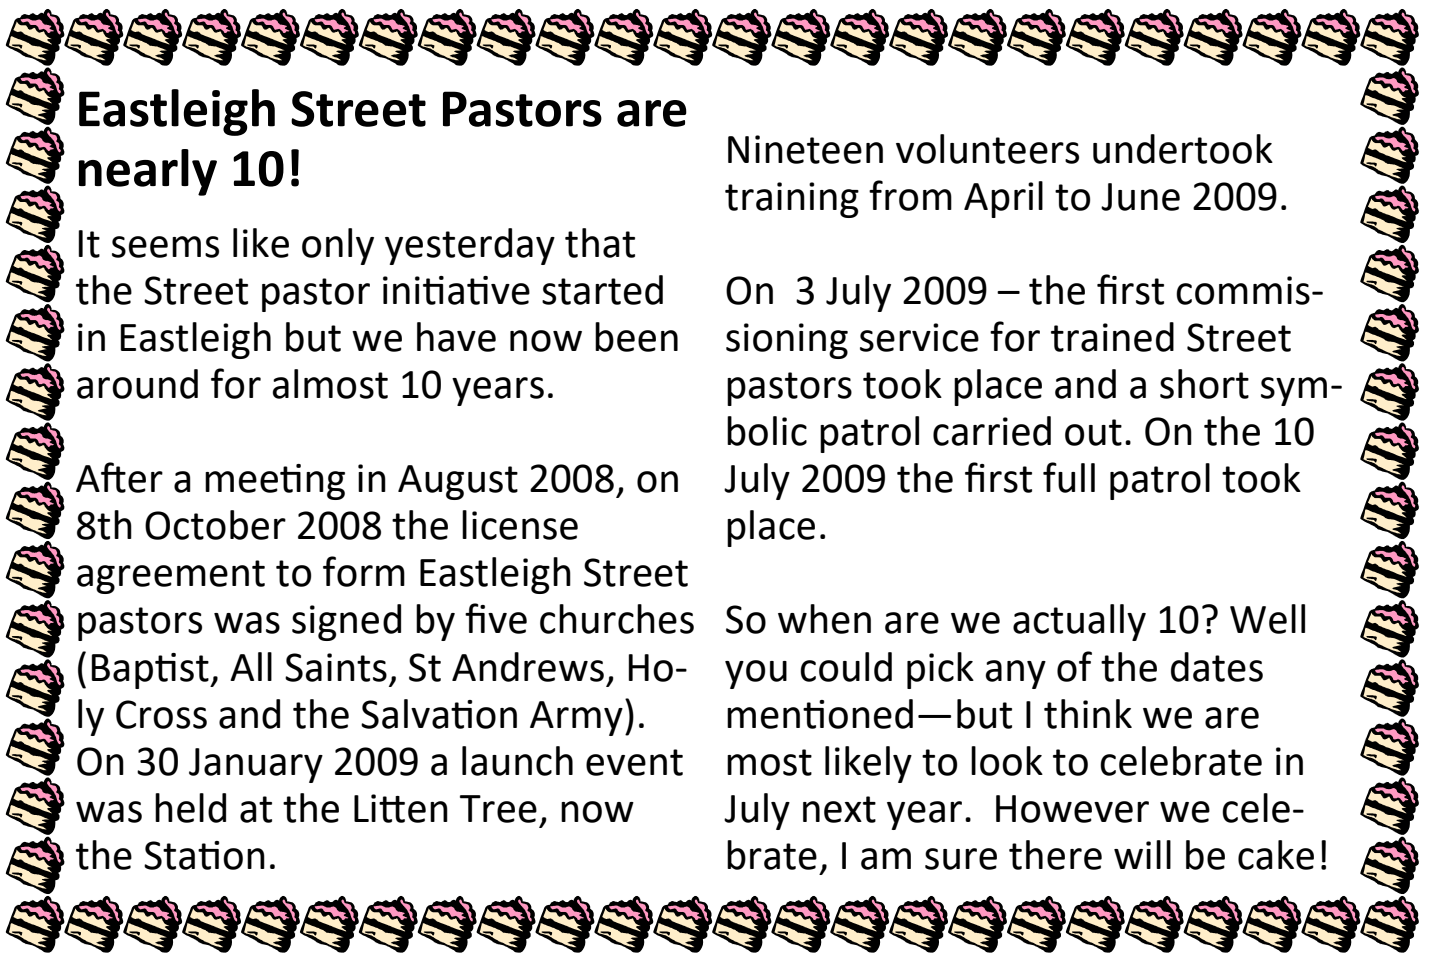 Eastleigh Street Pastors are
nearly 10!
It seems like only yesterday that
the Street pastor initiative started
in Eastleigh but we have now been
around for almost 10 years.
After a meeting in August 2008, on
8th October 2008 the license
agreement to form Eastleigh Street
pastors was signed by five churches
(Baptist, All Saints, St Andrews, Ho-
ly Cross and the Salvation Army).
On 30 January 2009 a launch event
was held at the Litten Tree, now
the Station.
Nineteen volunteers undertook
training from April to June 2009.
On  3 July 2009 – the first commis-
sioning service for trained Street
pastors took place and a short sym-
bolic patrol carried out. On the 10
July 2009 the first full patrol took
place.
So when are we actually 10? Well
you could pick any of the dates
mentioned—but I think we are
most likely to look to celebrate in
July next year.  However we cele-
brate, I am sure there will be cake!